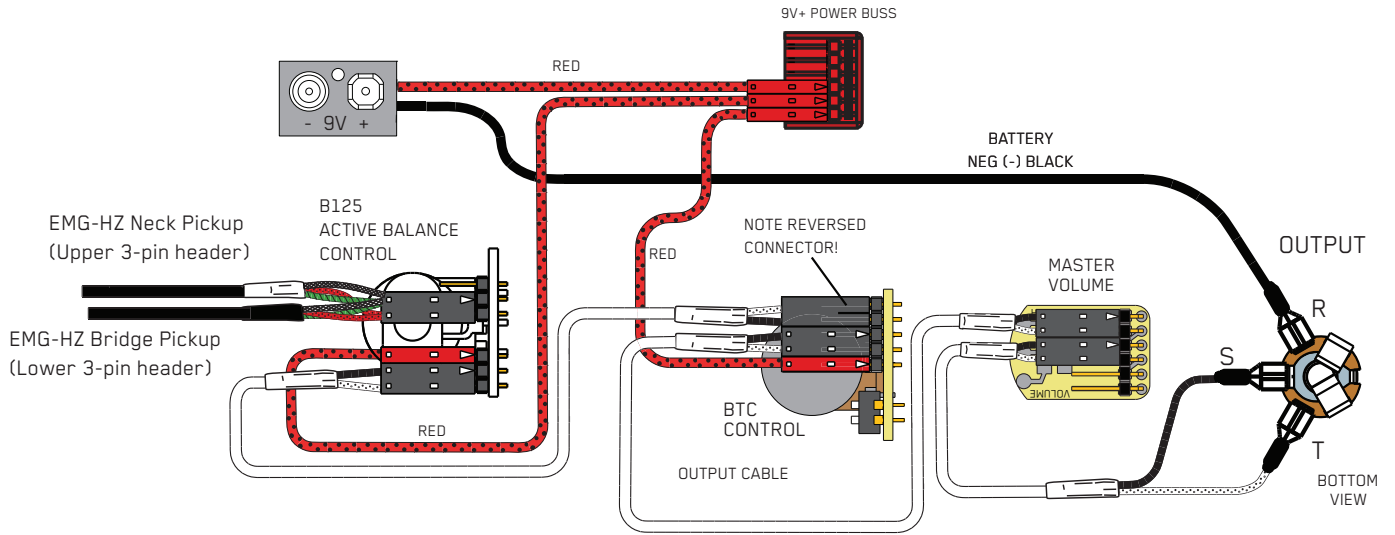 9V+ POWER BUSS
RED
- 9V +
BATTERY
NEG (-) BLACK
EMG-HZ Neck Pickup
(Upper 3-pin header)
B125
ACTIVE BALANCE
CONTROL
NOTE REVERSED
CONNECTOR!
RED
MASTER
VOLUME
OUTPUT
R
EMG-HZ Bridge Pickup
(Lower 3-pin header)
S
VOLUME
BTC
CONTROL
RED
T
OUTPUT CABLE
BOTTOM
VIEW